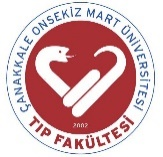 ÇANAKKALE ONSEKİZ MART ÜNİVERSİTESİ
2002
TIP FAKÜLTESİ